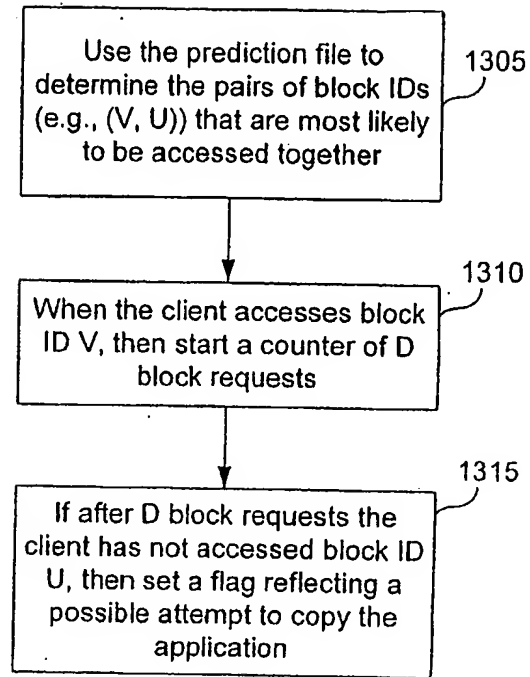 Use the prediction file to
determine the pairs of block IDs
(e.g., (V, U)) that are most likely
to be accessed together
1305
When the client accesses block
ID V, then start a counter of D
block requests
1310
If after D block requests the
client has not accessed block ID
U, then set a flag reflecting a
possible attempt to copy the
application
1315